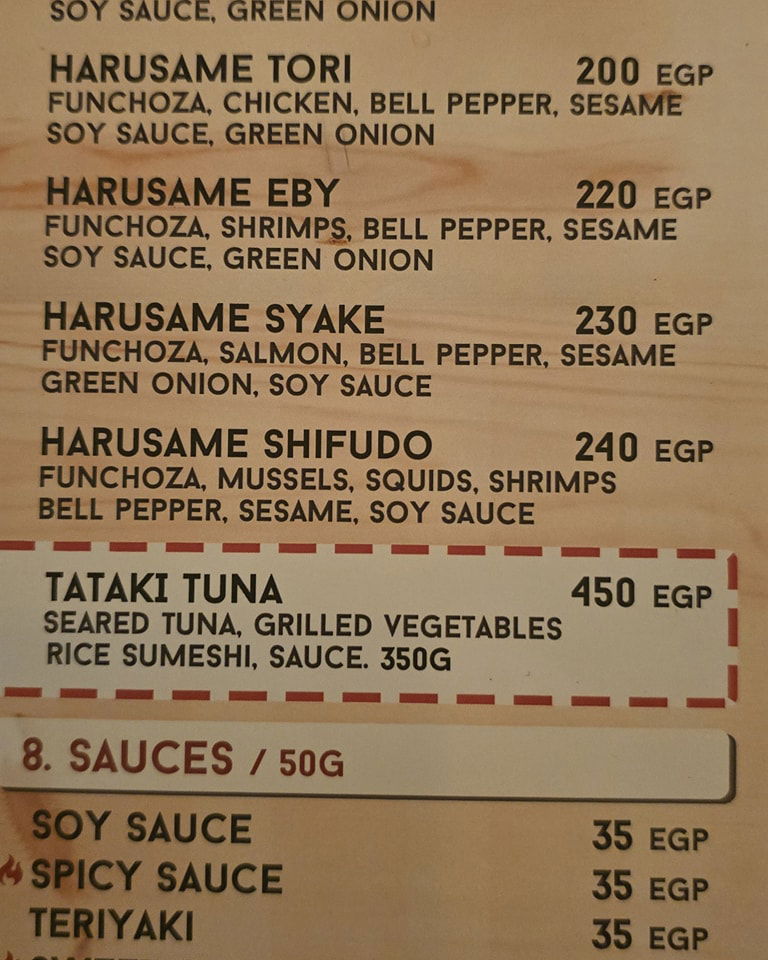 SOY SAUCE, GREEN ONION
HARUSAME TORI 200 EGP
FUNCHOZA, CHICKEN, BELL PEPPER, SESAME
SOY SAUCE, GREEN ONION
HARUSAME EBY 220 EGP
FUNCHOZA, SHRIMPS, BELL PEPPER, SESAME
SOY SAUCE, GREEN ONION
HARUSAME SYAKE 230 EGP
FUNCHOZA, SALMON, BELL PEPPER, SESAME
GREEN ONION, SOY SAUCE
HARUSAME SHIFUDO 240 EGP
FUNCHOZA, MUSSELS, SQUIDS, SHRIMPS
BELL PEPPER, SESAME, SOY SAUCE
TATAKI TUNA 450 EGP
SEARED TUNA, GRILLED VEGETABLES
RICE SUMESHI, SAUCE. 350G
8. SAUCES / 50G
SOY SAUCE 35 EGP
SPICY SAUCE 35 EGP
TERIYAKI 35 EGP